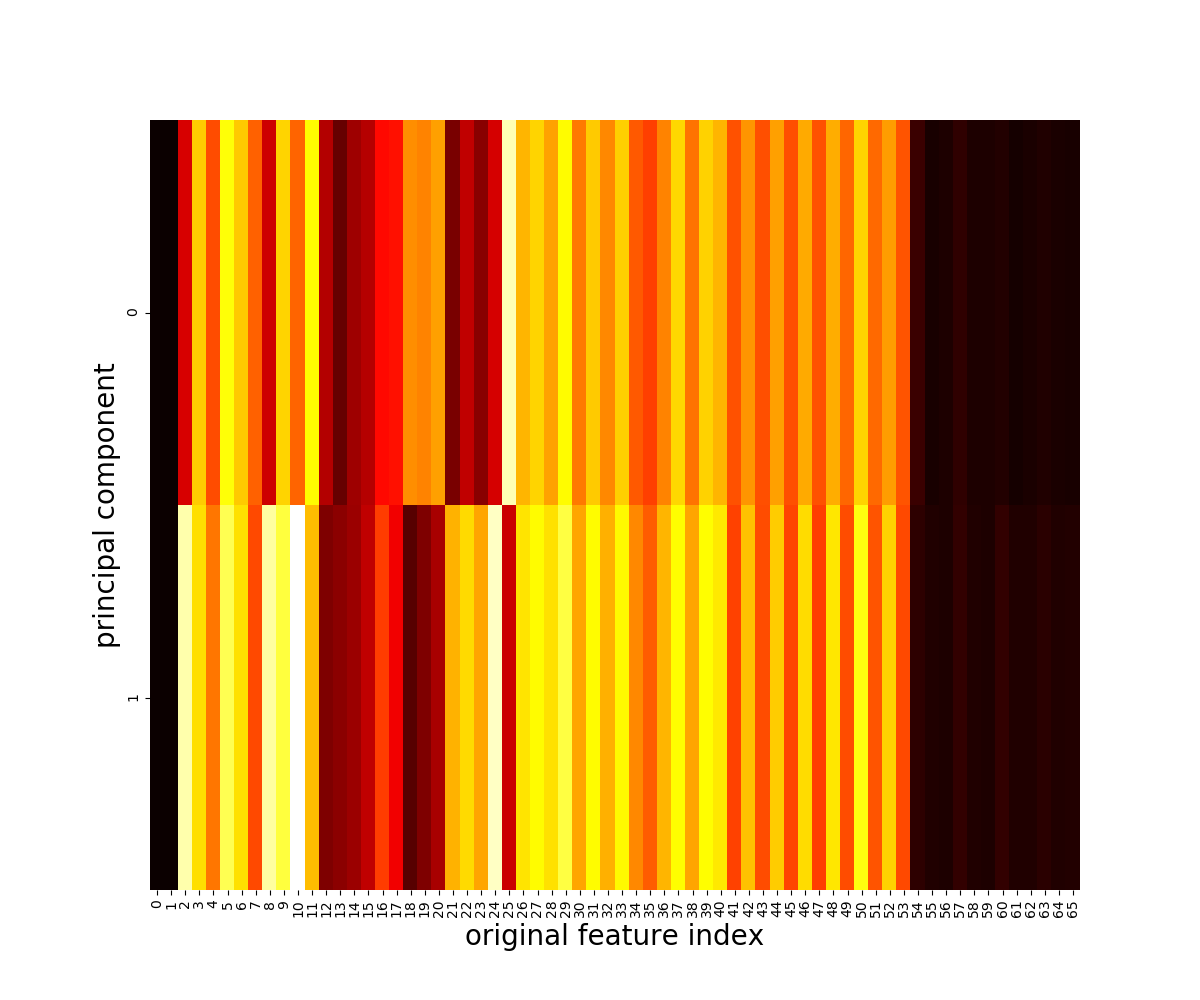 principal component
0
1
0 1 2 3 4 5 6 7 8 9 10 11 12 13 14 15 16 17 18 19 20 21 22 23 24 25 26 27 28 29 30 31 32 33 34 35 36 37 38 39 40 41 42 43 44 45 46 47 48 49 50 51 52 53 54 55 56 57 58 59 60 61 62 63 64 65
original feature index